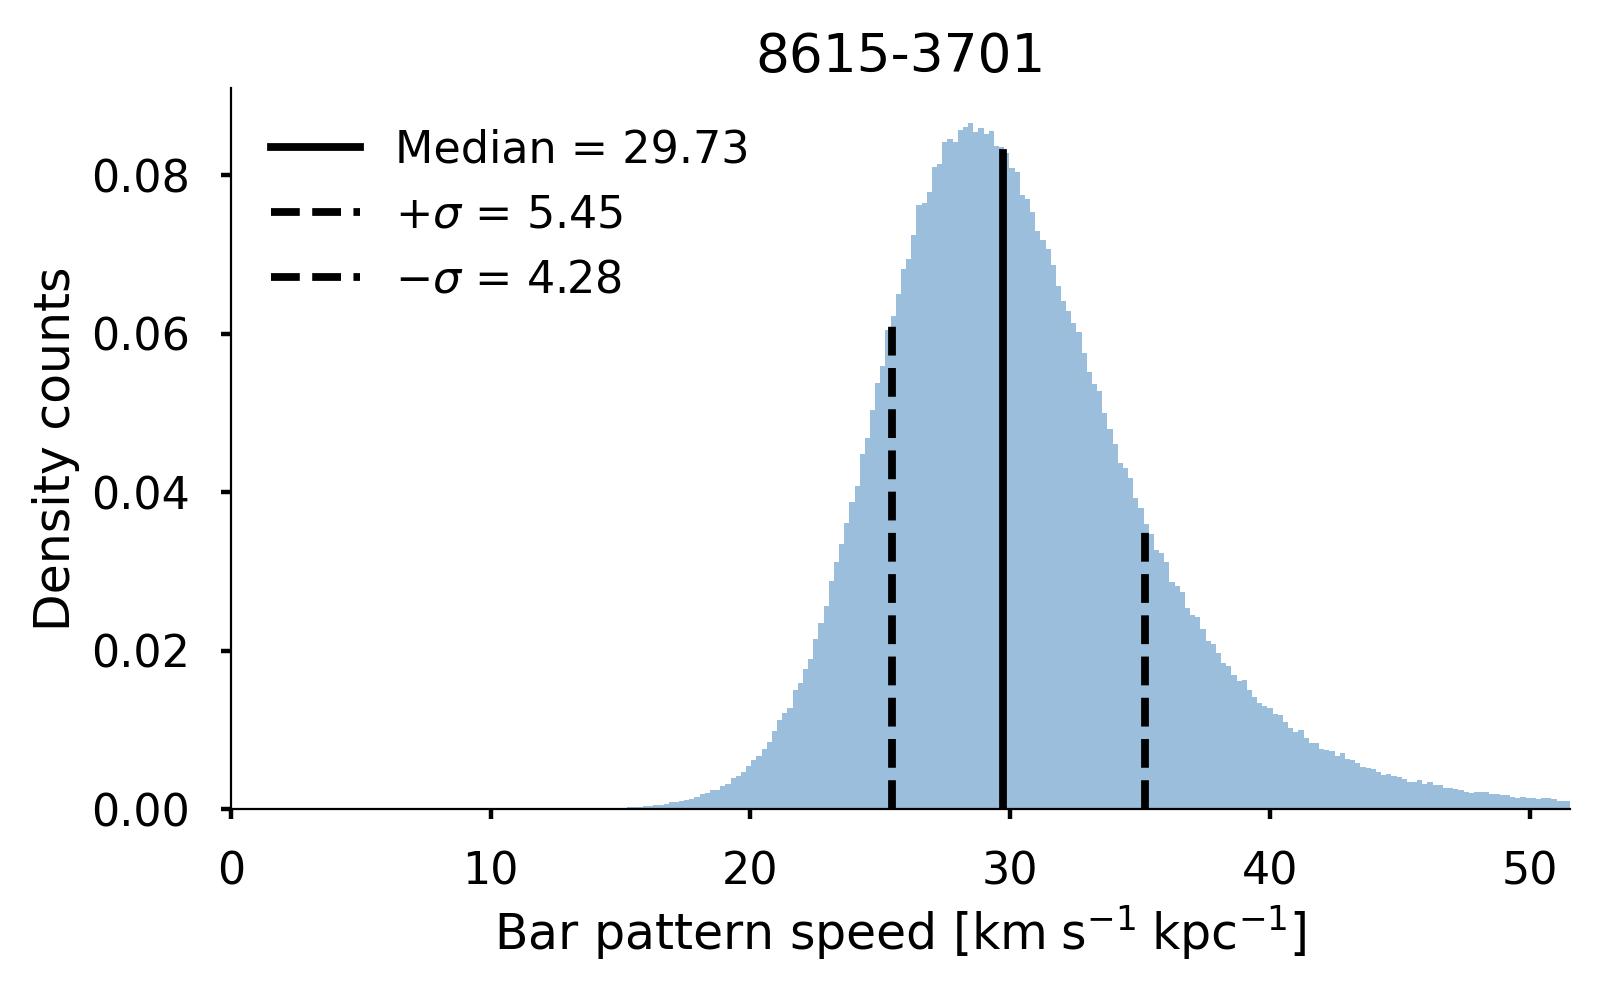 8615-3701
Median = 29.73
+σ = 5.45
−σ = 4.28
Density counts
0.08
0.06
0.04
0.02
0.00
0 10 20 30 40 50
Bar pattern speed [km s⁻¹ kpc⁻¹]